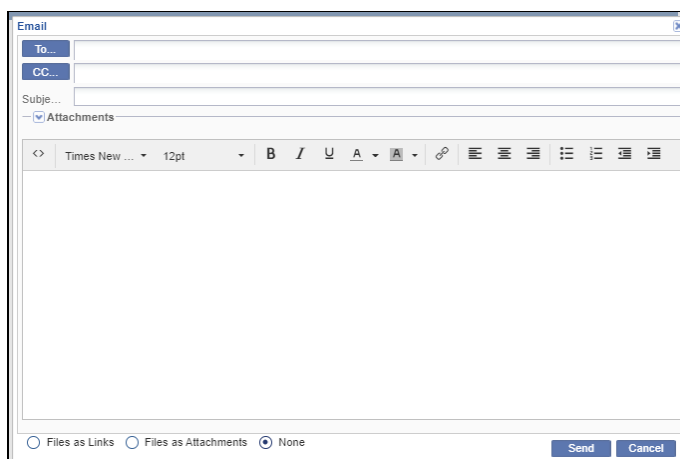 Email
To...
CC...
Subje...
Attachments
<> Times New ... 12pt B I U A A
Files as Links Files as Attachments None
Send Cancel